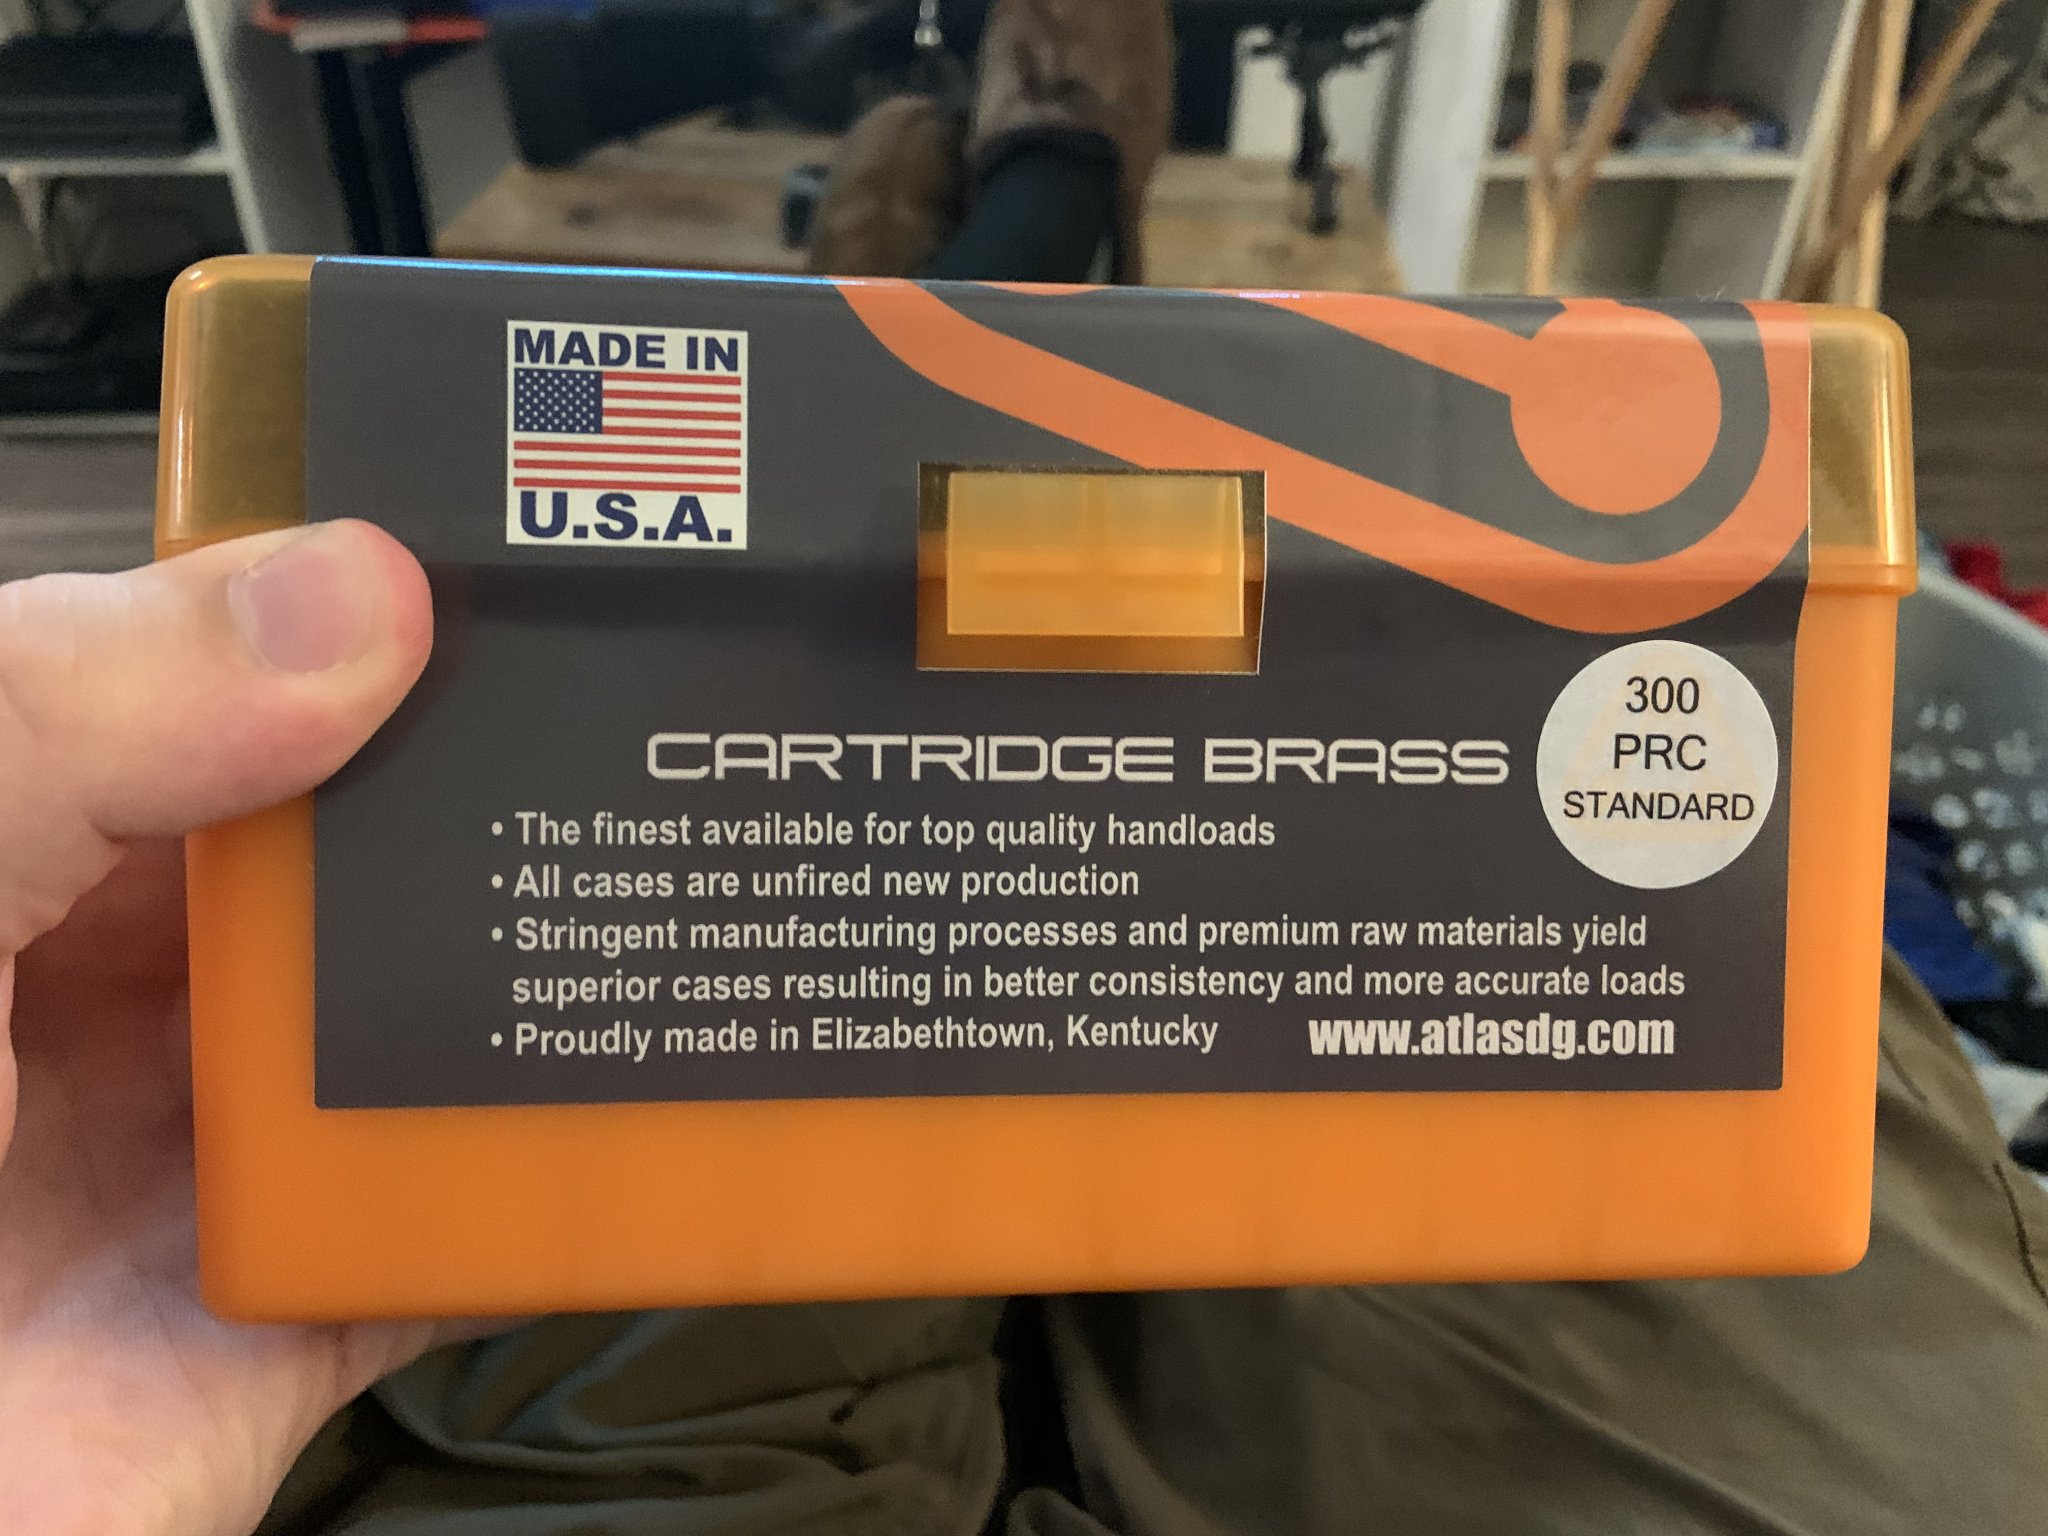 MADE IN
U.S.A.
300
PRC
STANDARD
CARTRIDGE BRASS
• The finest available for top quality handloads
• All cases are unfired new production
• Stringent manufacturing processes and premium raw materials yield
superior cases resulting in better consistency and more accurate loads
• Proudly made in Elizabethtown, Kentucky
www.atlasdg.com